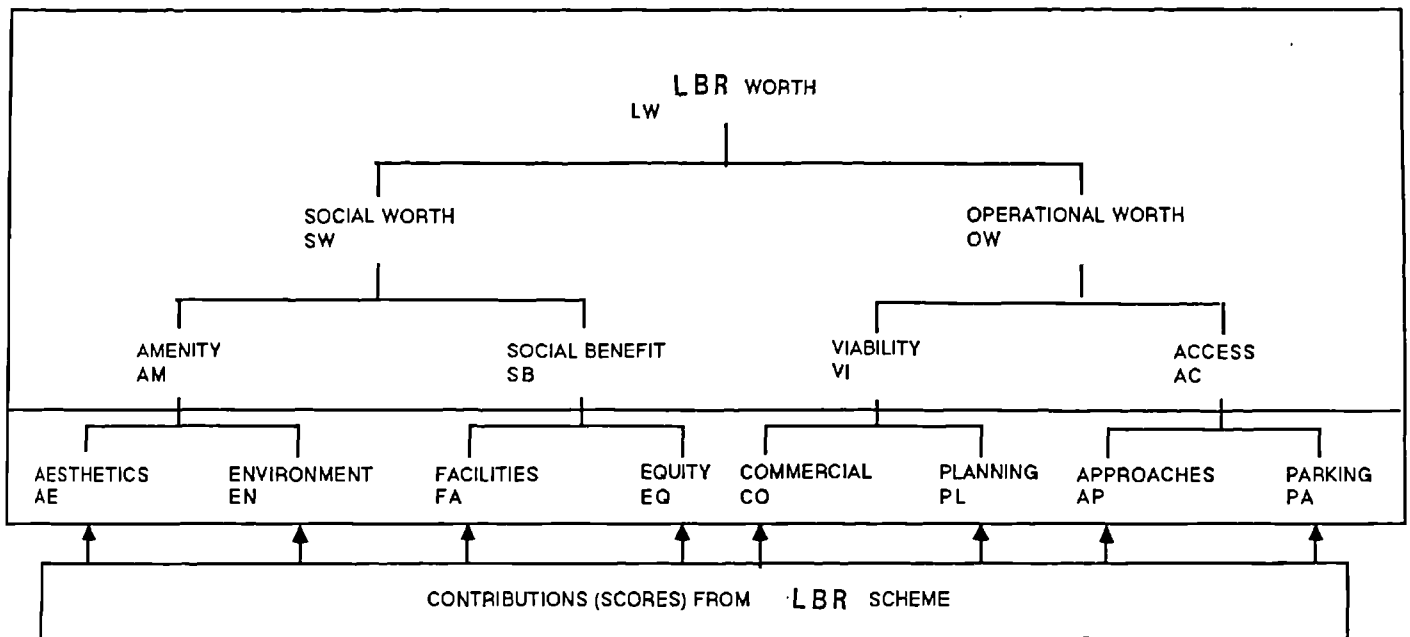 LBR WORTH
LW
SOCIAL WORTH
SW
OPERATIONAL WORTH
OW
AMENITY
AM
SOCIAL BENEFIT
SB
VIABILITY
VI
ACCESS
AC
AESTHETICS
AE
ENVIRONMENT
EN
FACILITIES
FA
EQUITY
EQ
COMMERCIAL
CO
PLANNING
PL
APPROACHES
AP
PARKING
PA
CONTRIBUTIONS (SCORES) FROM LBR SCHEME